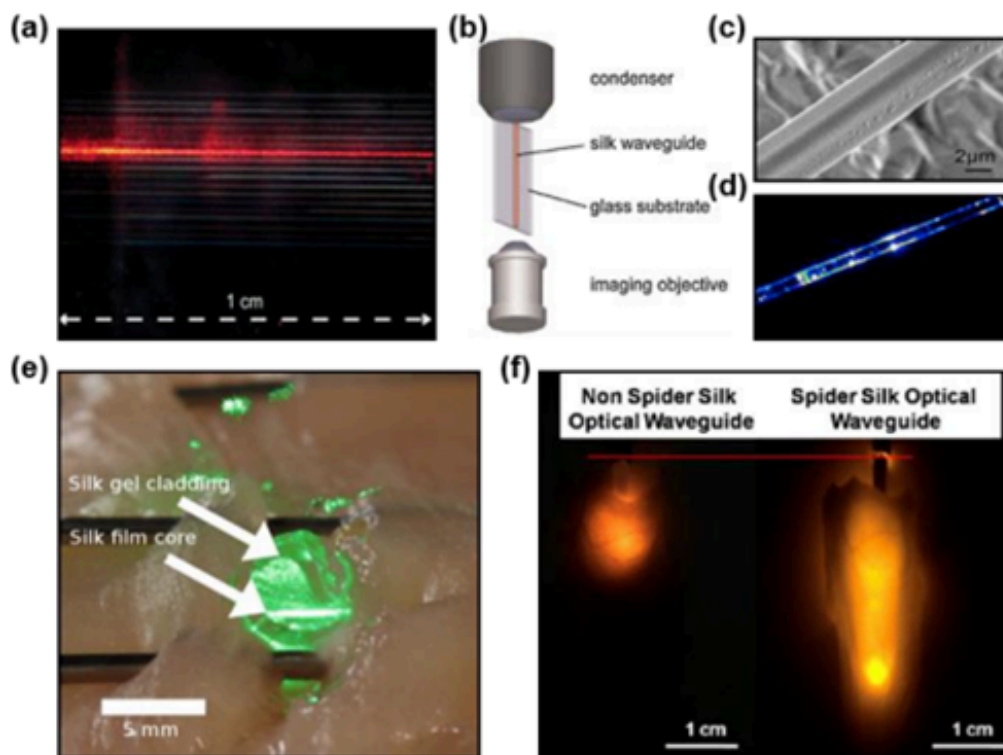 (a)
1 cm
(b)
condenser
silk waveguide
glass substrate
imaging objective
(c)
2μm
(d)
(e)
Silk gel cladding
Silk film core
5 mm
(f)
Non Spider Silk
Optical Waveguide
Spider Silk Optical
Waveguide
1 cm
1 cm